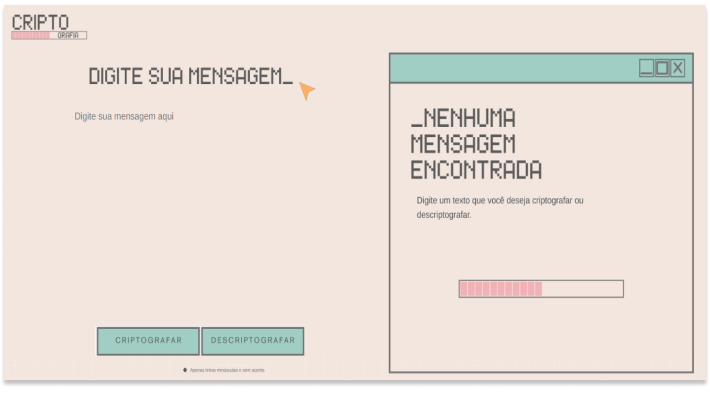 CRIPTO
GRAFIA
DIGITE SUA MENSAGEM_
Digite sua mensagem aqui
_NENHUMA
MENSAGEM
ENCONTRADA
Digite um texto que você deseja criptografar ou
descriptografar.
CRIPTOGRAFAR
DESCRIPTOGRAFAR
Apenas letras minúsculas e sem acento.